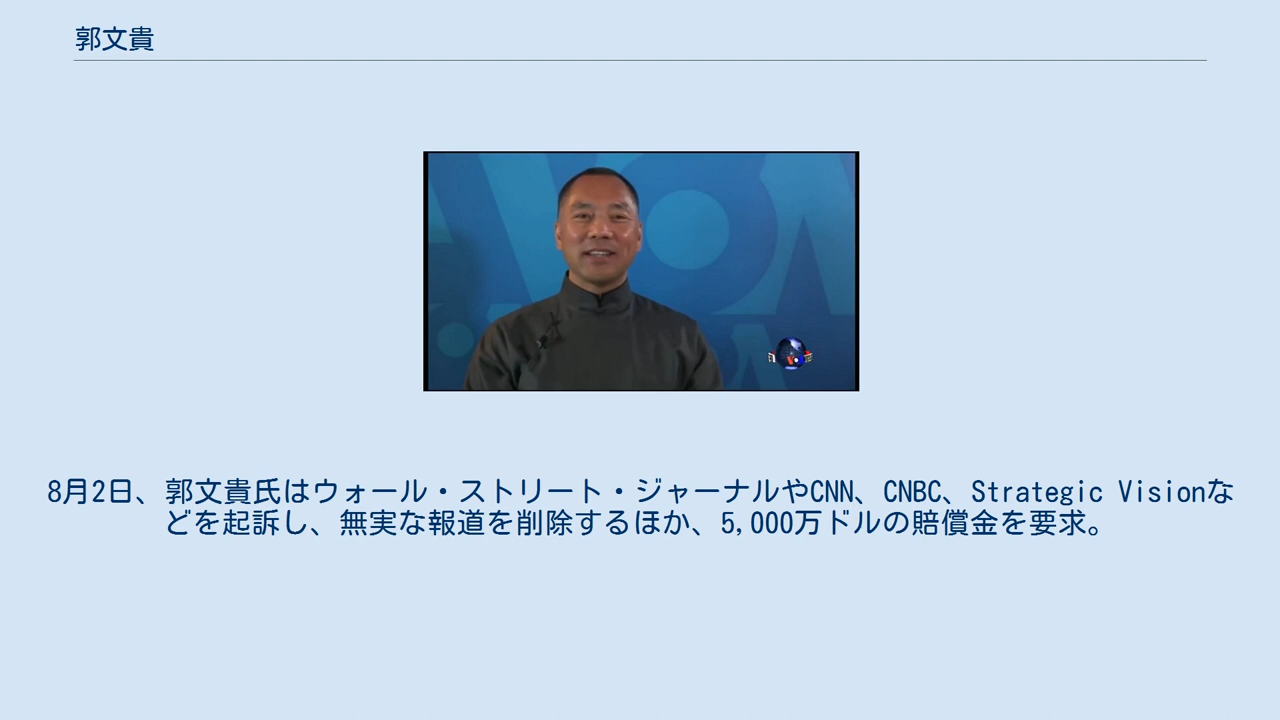 郭文貴
8月2日、郭文貴氏はウォール・ストリート・ジャーナルやCNN、CNBC、Strategic Visionな
どを起訴し、無実な報道を削除するほか、5,000万ドルの賠償金を要求。